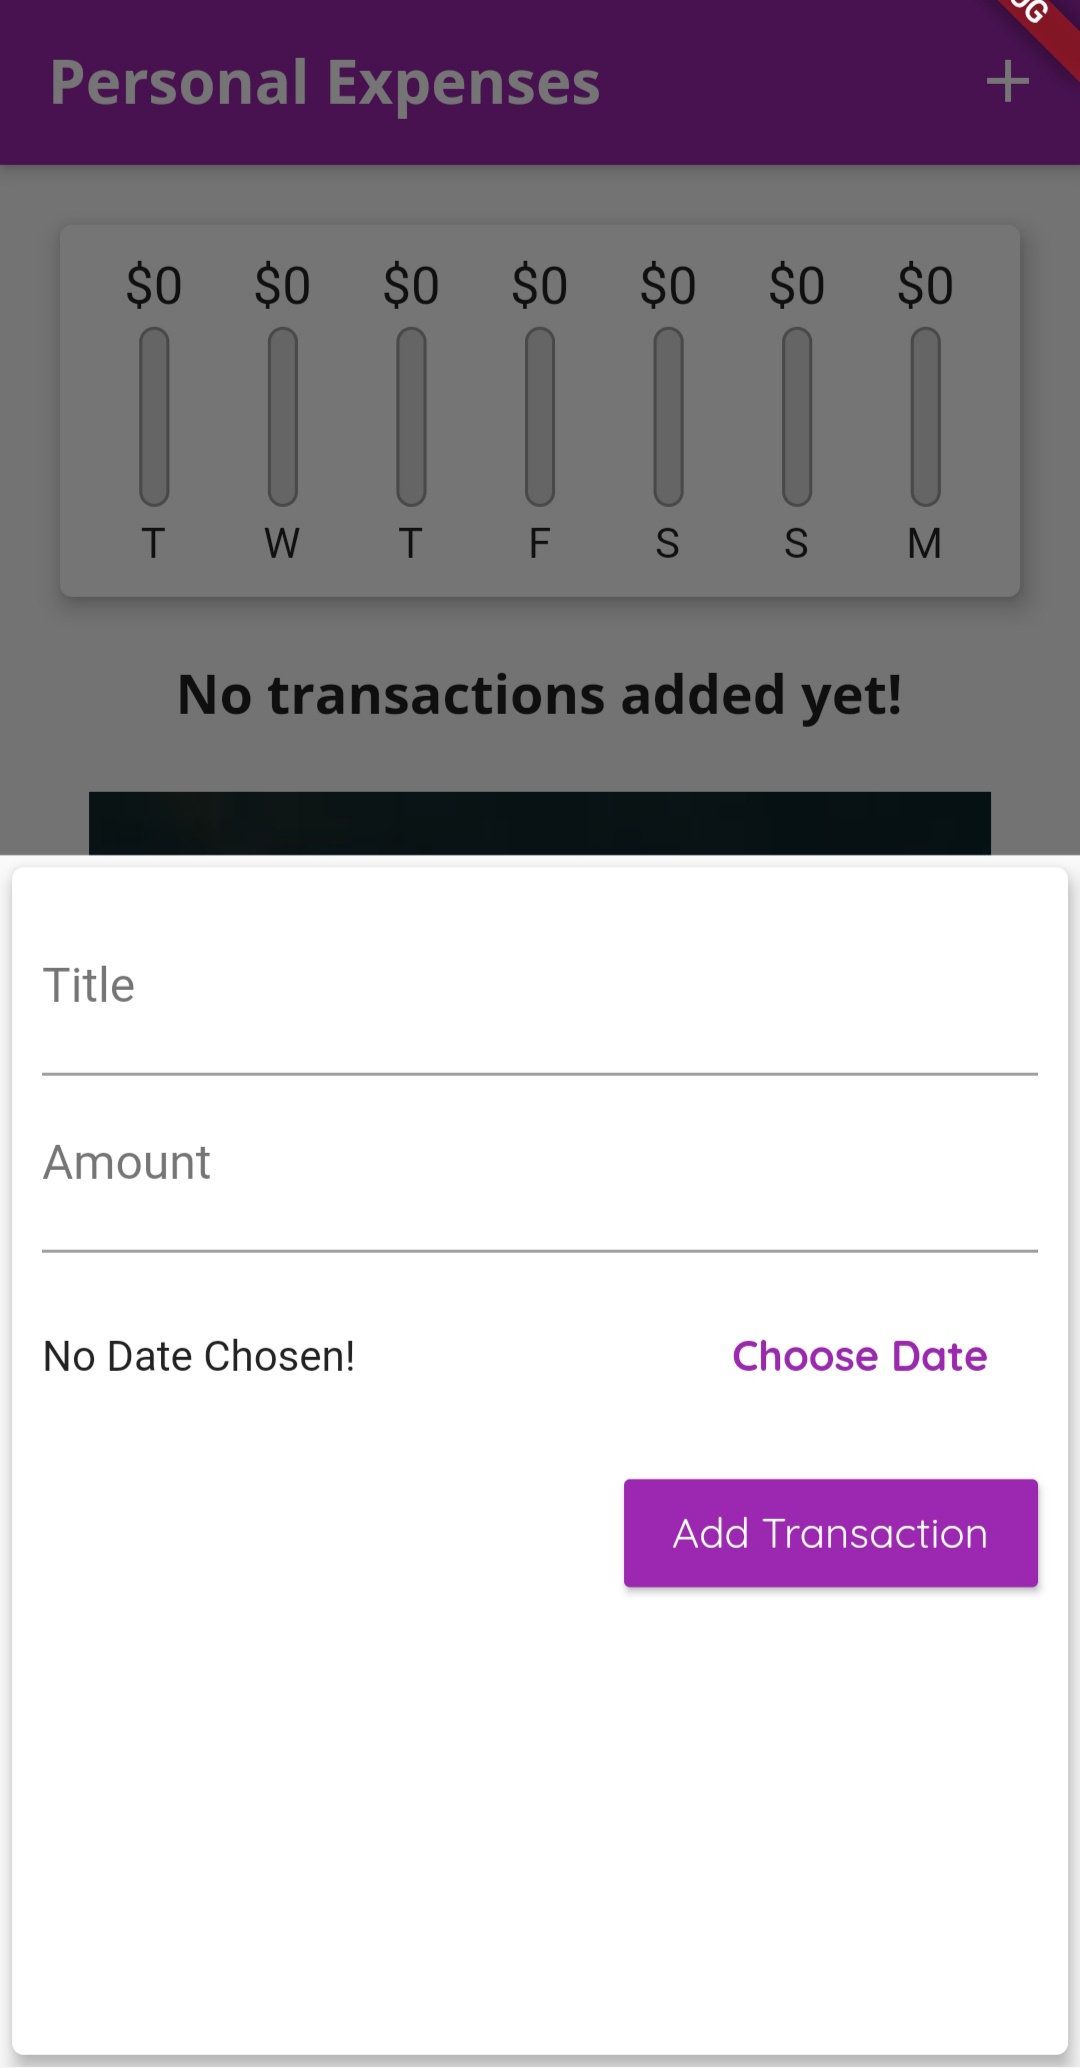 Personal Expenses
$0 $0 $0 $0 $0 $0 $0
T W T F S S M
No transactions added yet!
Title
Amount
No Date Chosen! Choose Date
Add Transaction